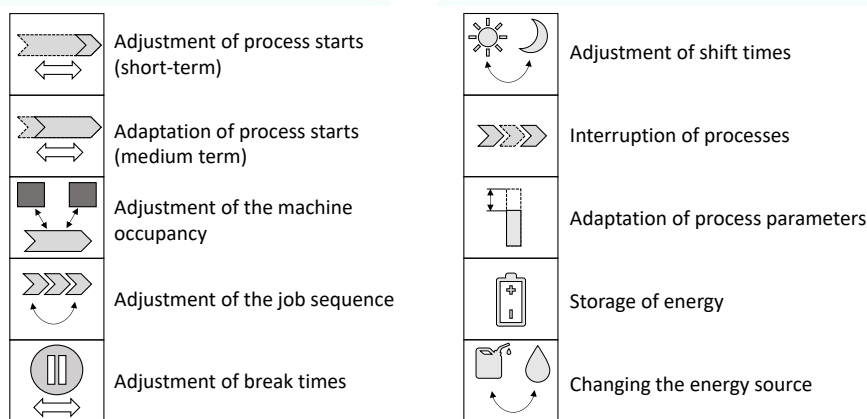 Adjustment of process starts
(short-term)
Adaptation of process starts
(medium term)
Adjustment of the machine
occupancy
Adjustment of the job sequence
Adjustment of break times
Adjustment of shift times
Interruption of processes
Adaptation of process parameters
Storage of energy
Changing the energy source